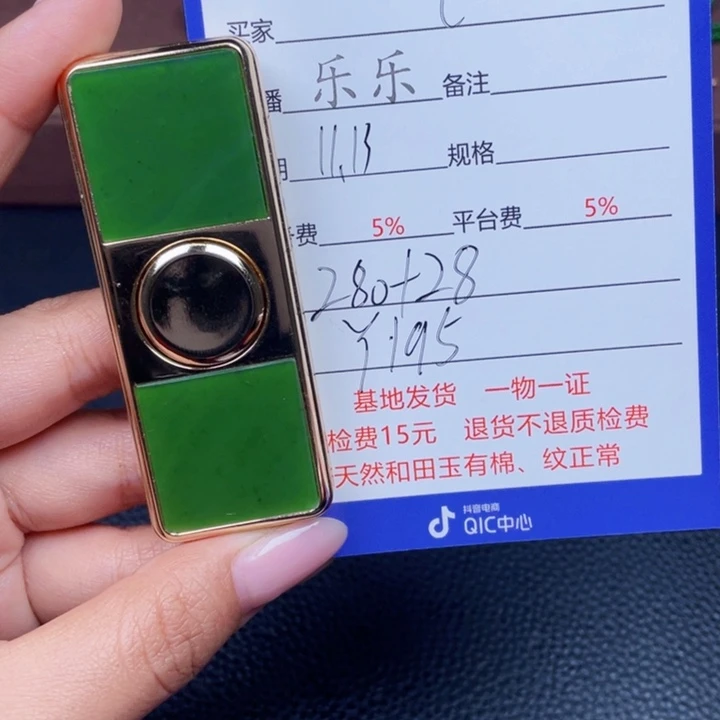 买家
播 乐乐 备注
期 11.13 规格
费 5% 平台费 5%
280+28
¥195
基地发货 一物一证
检费15元 退货不退质检费
天然和田玉有棉、纹正常
抖音电商
QIC中心